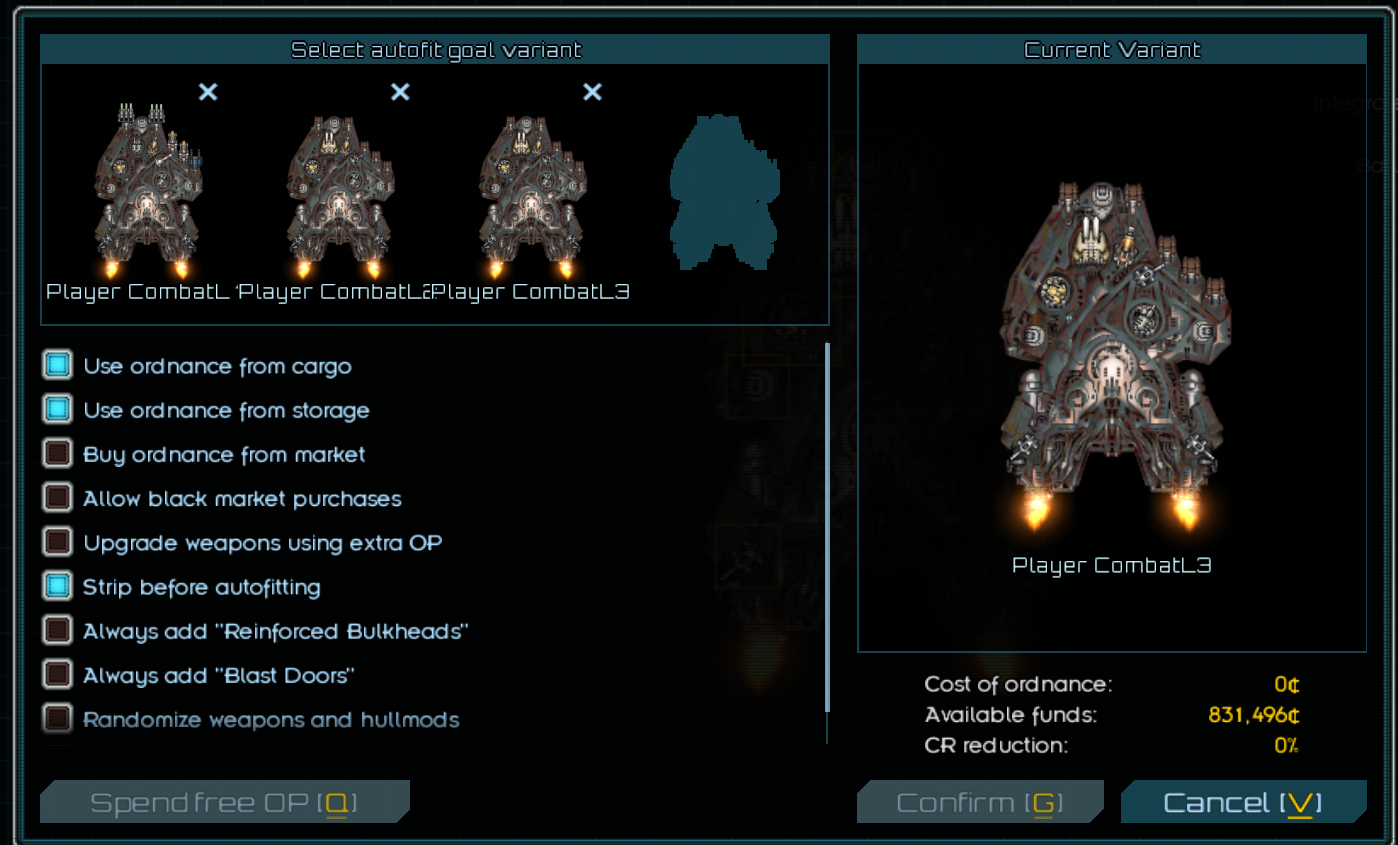 Select autofit goal variant
Current Variant
Player CombatL
Player CombatL2
Player CombatL3
Use ordnance from cargo
Use ordnance from storage
Buy ordnance from market
Allow black market purchases
Upgrade weapons using extra OP
Strip before autofitting
Always add "Reinforced Bulkheads"
Always add "Blast Doors"
Randomize weapons and hullmods
Player CombatL3
Cost of ordnance: 0¢
Available funds: 831,496¢
CR reduction: 0%
Spend free OP [Q]
Confirm [G]
Cancel [V]